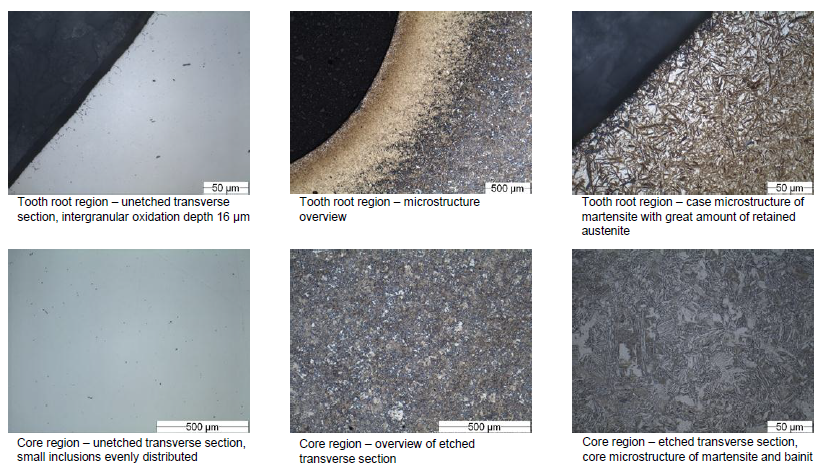 50 µm
500 µm
50 µm
Tooth root region – unetched transverse
section, intergranular oxidation depth 16 µm
Tooth root region – microstructure
overview
Tooth root region – case microstructure of
martensite with great amount of retained
austenite
500 µm
500 µm
50 µm
Core region – unetched transverse section,
small inclusions evenly distributed
Core region – overview of etched
transverse section
Core region – etched transverse section,
core microstructure of martensite and bainit